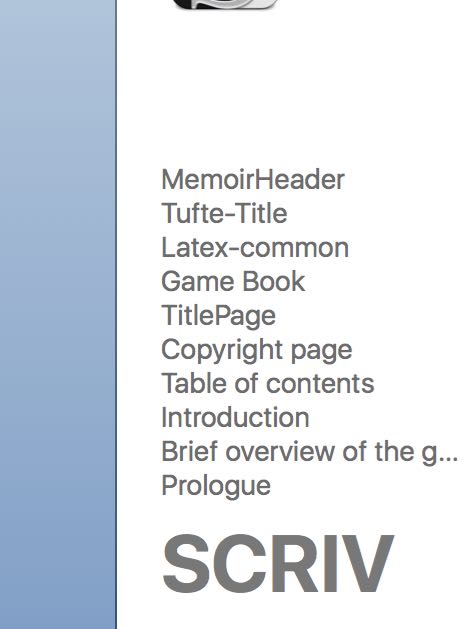 MemoirHeader
Tufte-Title
Latex-common
Game Book
TitlePage
Copyright page
Table of contents
Introduction
Brief overview of the g...
Prologue
SCRIV